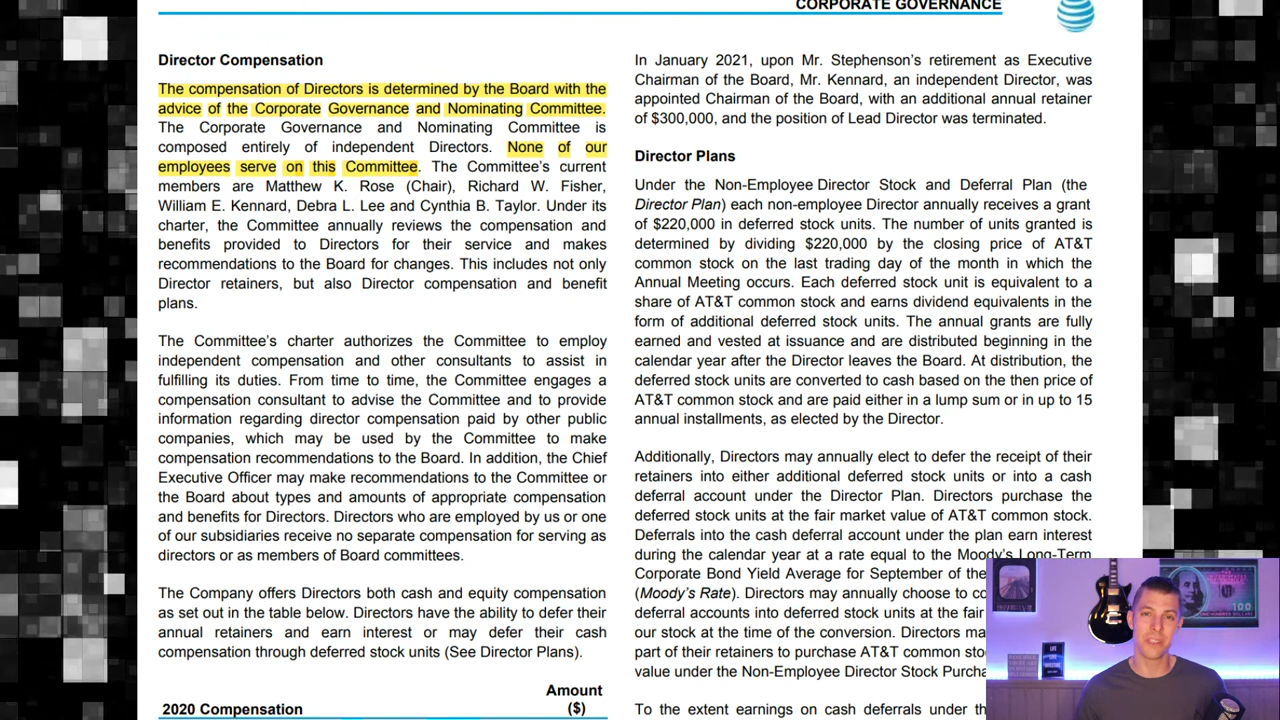 CORPORATE GOVERNANCE
Director Compensation
The compensation of Directors is determined by the Board with the
advice of the Corporate Governance and Nominating Committee.
The Corporate Governance and Nominating Committee is
composed entirely of independent Directors. None of our
employees serve on this Committee. The Committee's current
members are Matthew K. Rose (Chair), Richard W. Fisher,
William E. Kennard, Debra L. Lee and Cynthia B. Taylor. Under its
charter, the Committee annually reviews the compensation and
benefits provided to Directors for their service and makes
recommendations to the Board for changes. This includes not only
Director retainers, but also Director compensation and benefit
plans.
The Committee's charter authorizes the Committee to employ
independent compensation and other consultants to assist in
fulfilling its duties. From time to time, the Committee engages a
compensation consultant to advise the Committee and to provide
information regarding director compensation paid by other public
companies, which may be used by the Committee to make
compensation recommendations to the Board. In addition, the Chief
Executive Officer may make recommendations to the Committee or
the Board about types and amounts of appropriate compensation
and benefits for Directors. Directors who are employed by us or one
of our subsidiaries receive no separate compensation for serving as
directors or as members of Board committees.
The Company offers Directors both cash and equity compensation
as set out in the table below. Directors have the ability to defer their
annual retainers and earn interest or may defer their cash
compensation through deferred stock units (See Director Plans).
Amount
2020 Compensation ($)
In January 2021, upon Mr. Stephenson's retirement as Executive
Chairman of the Board, Mr. Kennard, an independent Director, was
appointed Chairman of the Board, with an additional annual retainer
of $300,000, and the position of Lead Director was terminated.
Director Plans
Under the Non-Employee Director Stock and Deferral Plan (the
Director Plan) each non-employee Director annually receives a grant
of $220,000 in deferred stock units. The number of units granted is
determined by dividing $220,000 by the closing price of AT&T
common stock on the last trading day of the month in which the
Annual Meeting occurs. Each deferred stock unit is equivalent to a
share of AT&T common stock and earns dividend equivalents in the
form of additional deferred stock units. The annual grants are fully
earned and vested at issuance and are distributed beginning in the
calendar year after the Director leaves the Board. At distribution, the
deferred stock units are converted to cash based on the then price of
AT&T common stock and are paid either in a lump sum or in up to 15
annual installments, as elected by the Director.
Additionally, Directors may annually elect to defer the receipt of their
retainers into either additional deferred stock units or into a cash
deferral account under the Director Plan. Directors purchase the
deferred stock units at the fair market value of AT&T common stock.
Deferrals into the cash deferral account under the plan earn interest
during the calendar year at a rate equal to the Moody's Long-Term
Corporate Bond Yield Average for September of the
(Moody's Rate). Directors may annually choose to co
deferral accounts into deferred stock units at the fair
our stock at the time of the conversion. Directors ma
part of their retainers to purchase AT&T common sto
value under the Non-Employee Director Stock Purcha
To the extent earnings on cash deferrals under th
100